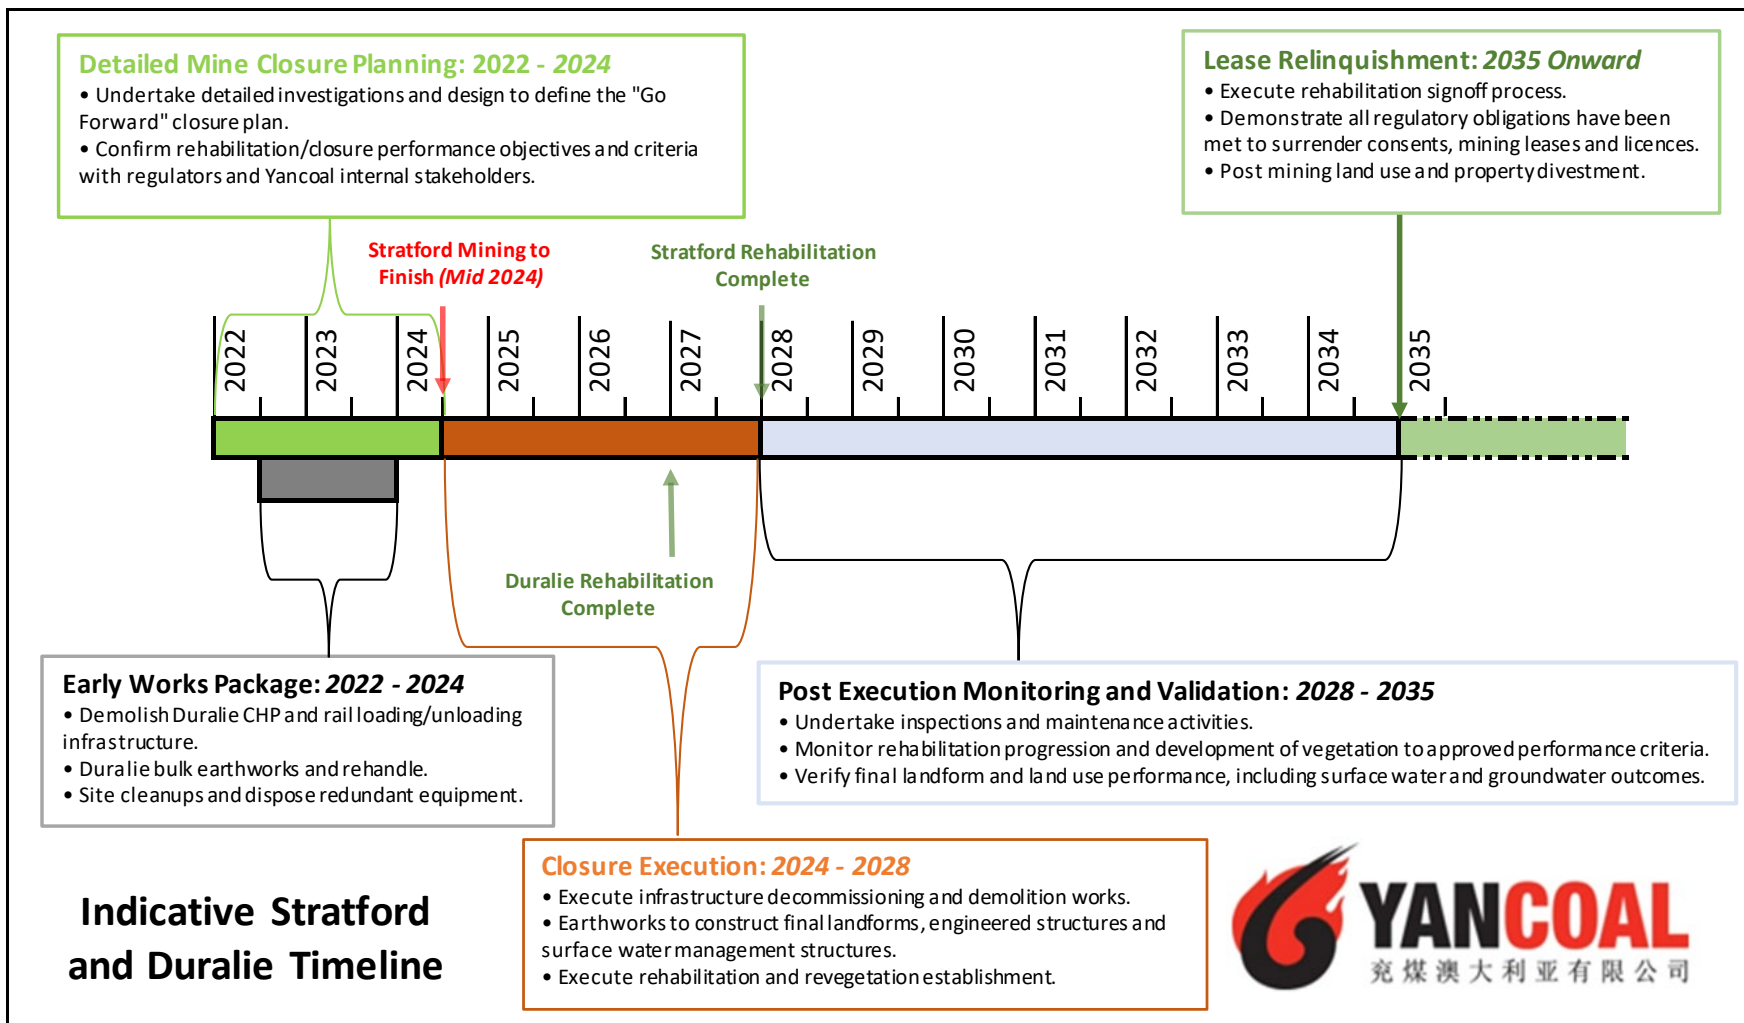 Detailed Mine Closure Planning: 2022 - 2024
• Undertake detailed investigations and design to define the "Go
Forward" closure plan.
• Confirm rehabilitation/closure performance objectives and criteria
with regulators and Yancoal internal stakeholders.
Lease Relinquishment: 2035 Onward
• Execute rehabilitation signoff process.
• Demonstrate all regulatory obligations have been
met to surrender consents, mining leases and licences.
• Post mining land use and property divestment.
Stratford Mining to
Finish (Mid 2024)
Stratford Rehabilitation
Complete
2022
2023
2024
2025
2026
2027
2028
2029
2030
2031
2032
2033
2034
2035
Duralie Rehabilitation
Complete
Early Works Package: 2022 - 2024
• Demolish Duralie CHP and rail loading/unloading
infrastructure.
• Duralie bulk earthworks and rehandle.
• Site cleanups and dispose redundant equipment.
Post Execution Monitoring and Validation: 2028 - 2035
• Undertake inspections and maintenance activities.
• Monitor rehabilitation progression and development of vegetation to approved performance criteria.
• Verify final landform and land use performance, including surface water and groundwater outcomes.
Closure Execution: 2024 - 2028
• Execute infrastructure decommissioning and demolition works.
• Earthworks to construct final landforms, engineered structures and
surface water management structures.
• Execute rehabilitation and revegetation establishment.
Indicative Stratford
and Duralie Timeline
YANCOAL
兖煤澳大利亚有限公司